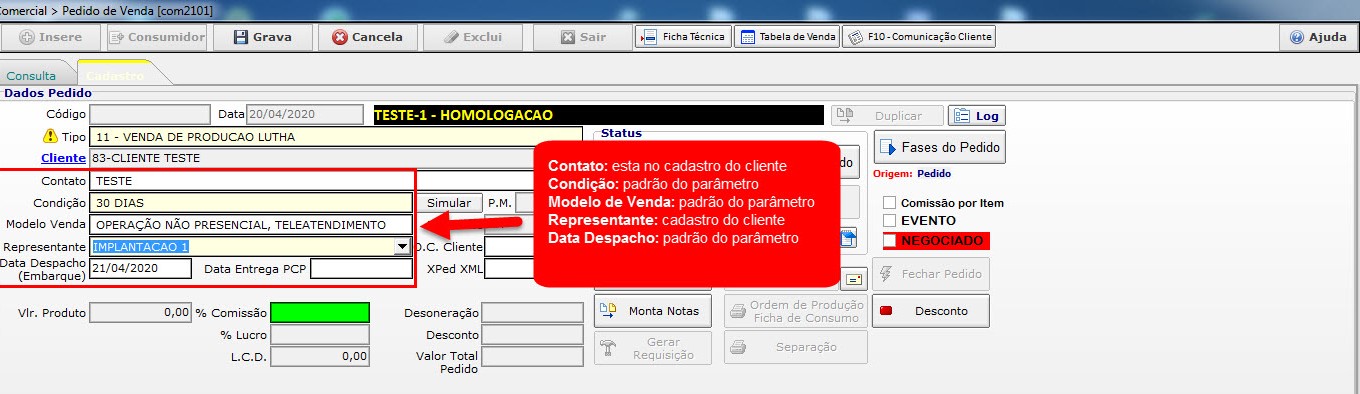 Comercial > Pedido de Venda [com2101]
Insere
Consumidor
Grava
Cancela
Exclui
Sair
Ficha Técnica
Tabela de Venda
F10 - Comunicação Cliente
Ajuda
Consulta
Cadastro
Dados Pedido
Código
Data 20/04/2020
TESTE-1 - HOMOLOGACAO
Duplicar
Log
Tipo 11 - VENDA DE PRODUCAO LUTHA
Status
Cliente 83-CLIENTE TESTE
Fases do Pedido
Origem: Pedido
Contato TESTE
Condição 30 DIAS
Simular
P.M.
Modelo Venda OPERAÇÃO NÃO PRESENCIAL, TELEATENDIMENTO
Representante IMPLANTACAO 1
O.C. Cliente
Data Despacho
(Embarque)
21/04/2020
Data Entrega PCP
XPed XML
Contato: esta no cadastro do cliente
Condição: padrão do parâmetro
Modelo de Venda: padrão do parâmetro
Representante: cadastro do cliente
Data Despacho: padrão do parâmetro
Comissão por Item
EVENTO
NEGOCIADO
Fechar Pedido
Vlr. Produto 0,00
% Comissão
Desoneração
Monta Notas
Ordem de Produção
Ficha de Consumo
Desconto
% Lucro
Desconto
L.C.D. 0,00
Valor Total
Pedido
Gerar
Requisição
Separação